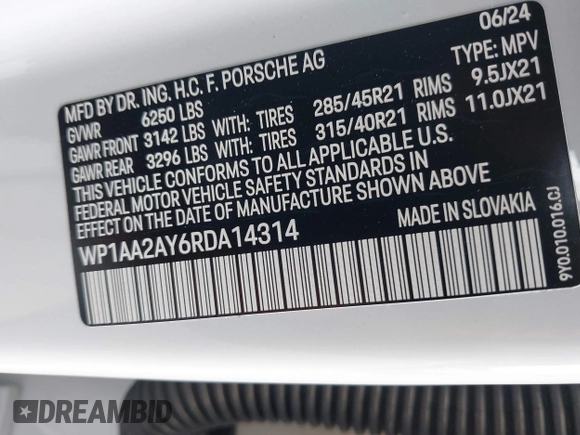 06/24
MFD BY DR. ING. H.C. F. PORSCHE AG TYPE: MPV
GVWR 6250 LBS
GAWR FRONT 3142 LBS WITH: TIRES 285/45R21 RIMS 9.5JX21
GAWR REAR 3296 LBS WITH: TIRES 315/40R21 RIMS 11.0JX21
THIS VEHICLE CONFORMS TO ALL APPLICABLE U.S.
FEDERAL MOTOR VEHICLE SAFETY STANDARDS IN
EFFECT ON THE DATE OF MANUFACTURE SHOWN ABOVE
WP1AA2AY6RDA14314 MADE IN SLOVAKIA
9Y0.010.016.CJ
DREAMBID